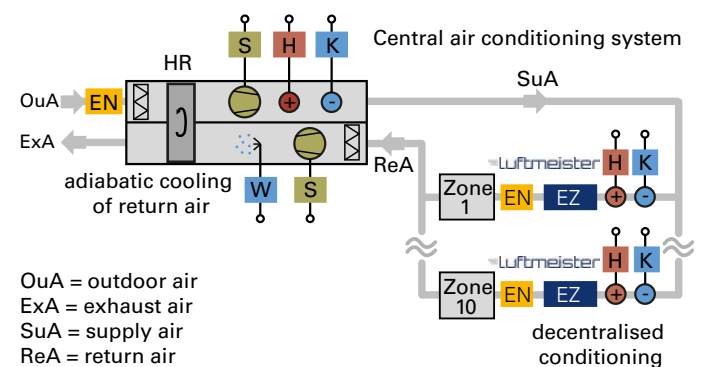 S H K
Central air conditioning system
HR
SuA
OuA EN
ExA
ReA
adiabatic cooling
of return air
W S
Luftmeister H K
Zone
1
EN EZ
Luftmeister H K
Zone
10
EN EZ
OuA = outdoor air
ExA = exhaust air
SuA = supply air
ReA = return air
decentralised
conditioning